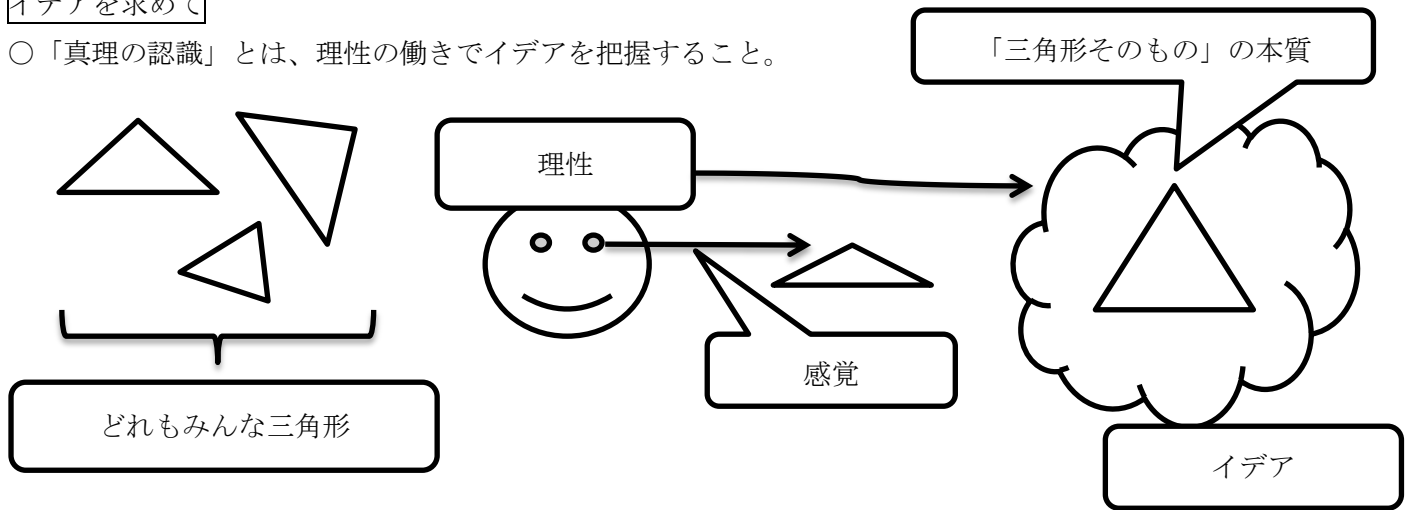 イデアを求めて
○「真理の認識」とは、理性の働きでイデアを把握すること。
「三角形そのもの」の本質
理性
感覚
どれもみんな三角形
イデア